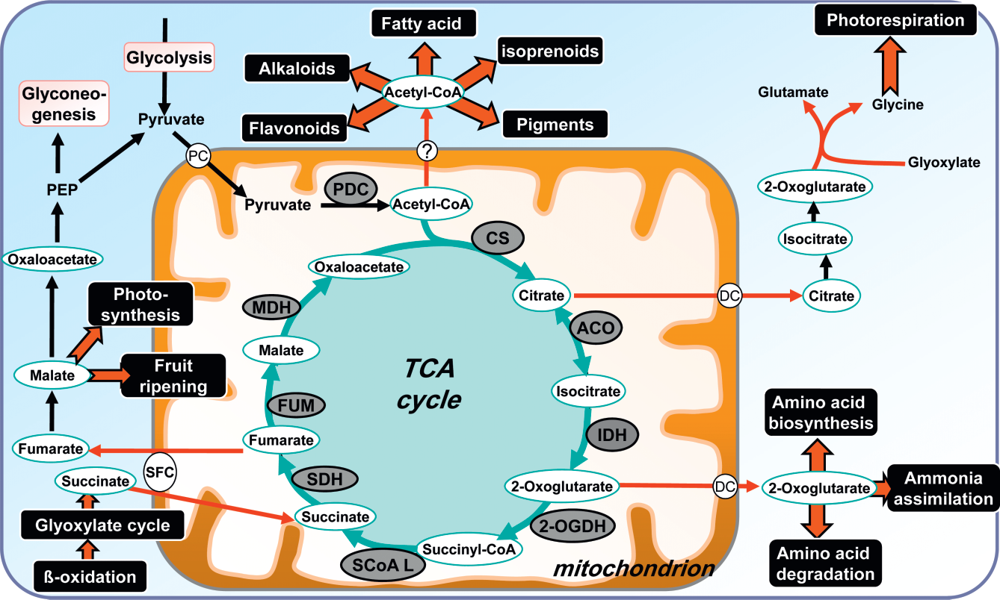 Glycolysis
Glyconeo-
genesis
Pyruvate
PC
PEP
Oxaloacetate
Photo-
synthesis
Malate
Fruit
ripening
Fumarate
SFC
Succinate
Glyoxylate cycle
ß-oxidation
Fatty acid
Alkaloids
isoprenoids
Acetyl-CoA
Flavonoids
Pigments
?
Pyruvate
PDC
Acetyl-CoA
CS
Oxaloacetate
Citrate
MDH
ACO
Malate
TCA
cycle
Isocitrate
FUM
IDH
Fumarate
SDH
2-Oxoglutarate
Succinate
2-OGDH
Succinyl-CoA
SCoA L
mitochondrion
Photorespiration
Glutamate
Glycine
Glyoxylate
2-Oxoglutarate
Isocitrate
DC
Citrate
Amino acid
biosynthesis
DC
2-Oxoglutarate
Ammonia
assimilation
Amino acid
degradation